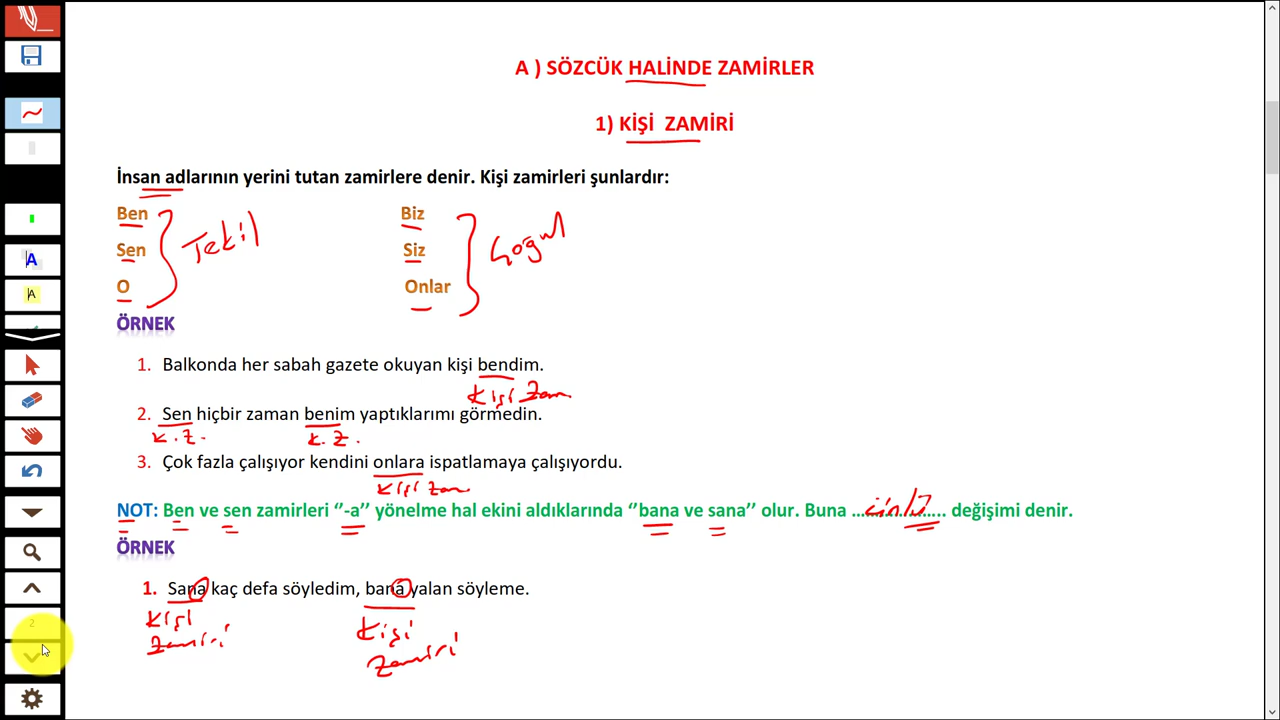 A ) SÖZCÜK HALİNDE ZAMİRLER
1) KİŞİ ZAMİRİ
İnsan adlarının yerini tutan zamirlere denir. Kişi zamirleri şunlardır:
Ben Biz
Sen Tekil Siz Çoğul
O Onlar
ÖRNEK
1. Balkonda her sabah gazete okuyan kişi bendim.
Kişi Zam
2. Sen hiçbir zaman benim yaptıklarımı görmedin.
K. Z. K. Z.
3. Çok fazla çalışıyor kendini onlara ispatlamaya çalışıyordu.
Kişi zam
NOT: Ben ve sen zamirleri ‘’-a’’ yönelme hal ekini aldıklarında ‘’bana ve sana’’ olur. Buna ...ünlü... değişimi denir.
ÖRNEK
1. Sana kaç defa söyledim, bana yalan söyleme.
Kişi Kişi
Zamiri Zamiri
A
A
2